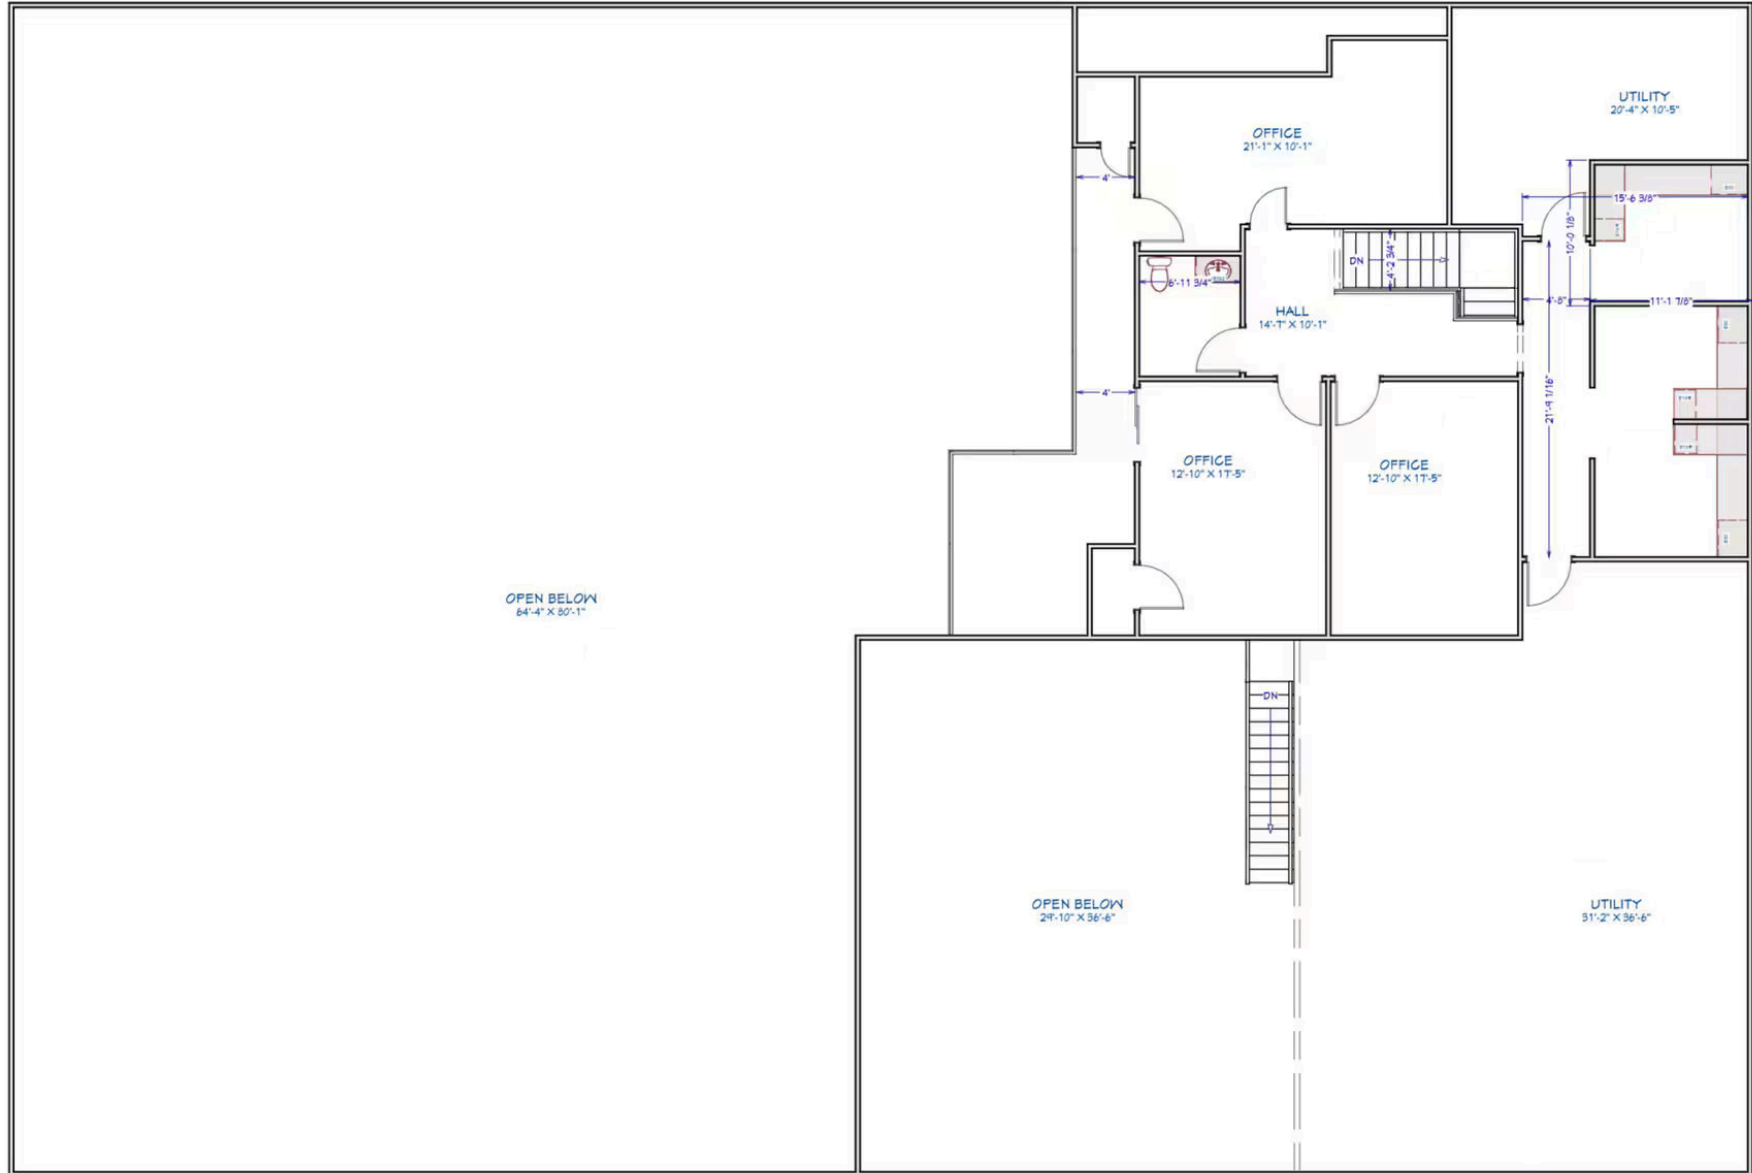 UTILITY
20'-4" X 10'-5"
OFFICE
21'-1" X 10'-1"
4'
15'-6 3/8"
10'-0 1/8"
DN
4'-2 3/4"
6'-11 3/4"
4'-8"
11'-1 7/8"
HALL
14'-7" X 10'-1"
4'
21'-9 1/16"
OFFICE
12'-10" X 17'-5"
OFFICE
12'-10" X 17'-5"
OPEN BELOW
64'-4" X 80'-1"
DN
OPEN BELOW
29'-10" X 36'-6"
UTILITY
31'-2" X 36'-6"